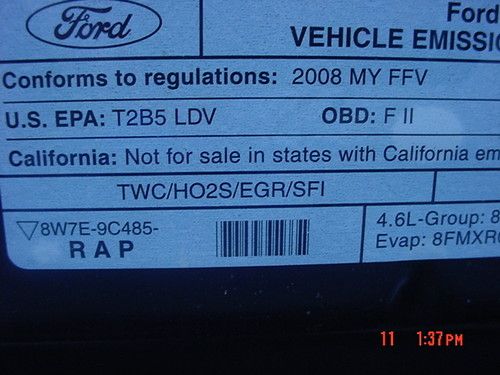 Ford
Ford
VEHICLE EMISSI
Conforms to regulations: 2008 MY FFV
U.S. EPA: T2B5 LDV OBD: F II
California: Not for sale in states with California em
TWC/HO2S/EGR/SFI
▽8W7E-9C485-
R A P
4.6L-Group: 8
Evap: 8FMXR
11 1:37PM